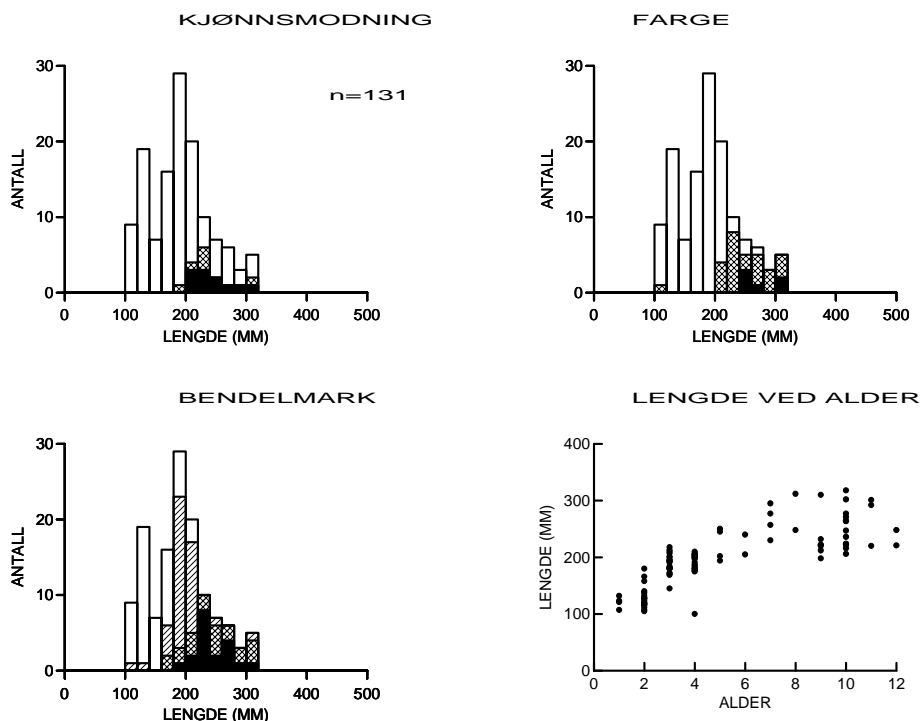 KJØNNSMODNING
30
20
10
0
ANTALL
n=131
0 100 200 300 400 500
LENGDE (MM)
FARGE
30
20
10
0
ANTALL
0 100 200 300 400 500
LENGDE (MM)
BENDELMARK
30
20
10
0
ANTALL
0 100 200 300 400 500
LENGDE (MM)
LENGDE VED ALDER
400
300
200
100
0
LENGDE (MM)
0 2 4 6 8 10 12
ALDER